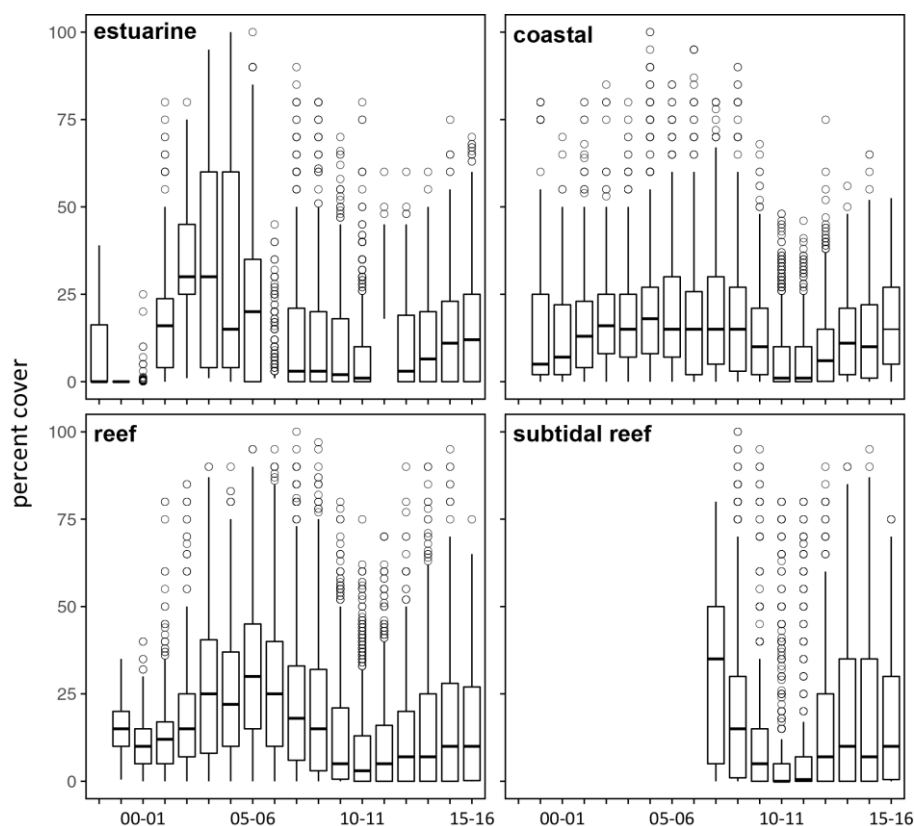 estuarine
coastal
100
75
50
25
0
reef
subtidal reef
100
75
50
25
0
percent cover
00-01 05-06 10-11 15-16 00-01 05-06 10-11 15-16